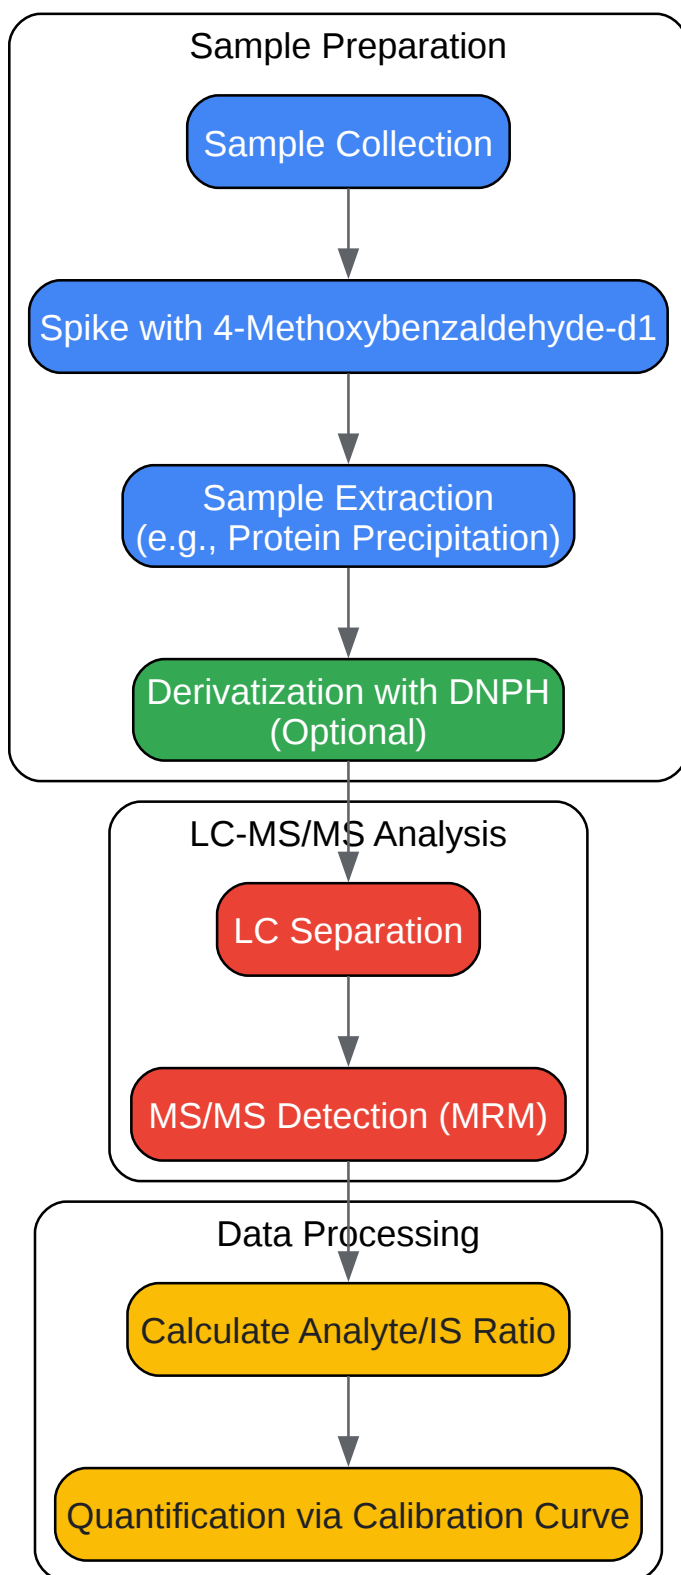 Sample Preparation
Sample Collection
Spike with 4-Methoxybenzaldehyde-d1
Sample Extraction
(e.g., Protein Precipitation)
Derivatization with DNPH
(Optional)
LC-MS/MS Analysis
LC Separation
MS/MS Detection (MRM)
Data Processing
Calculate Analyte/IS Ratio
Quantification via Calibration Curve